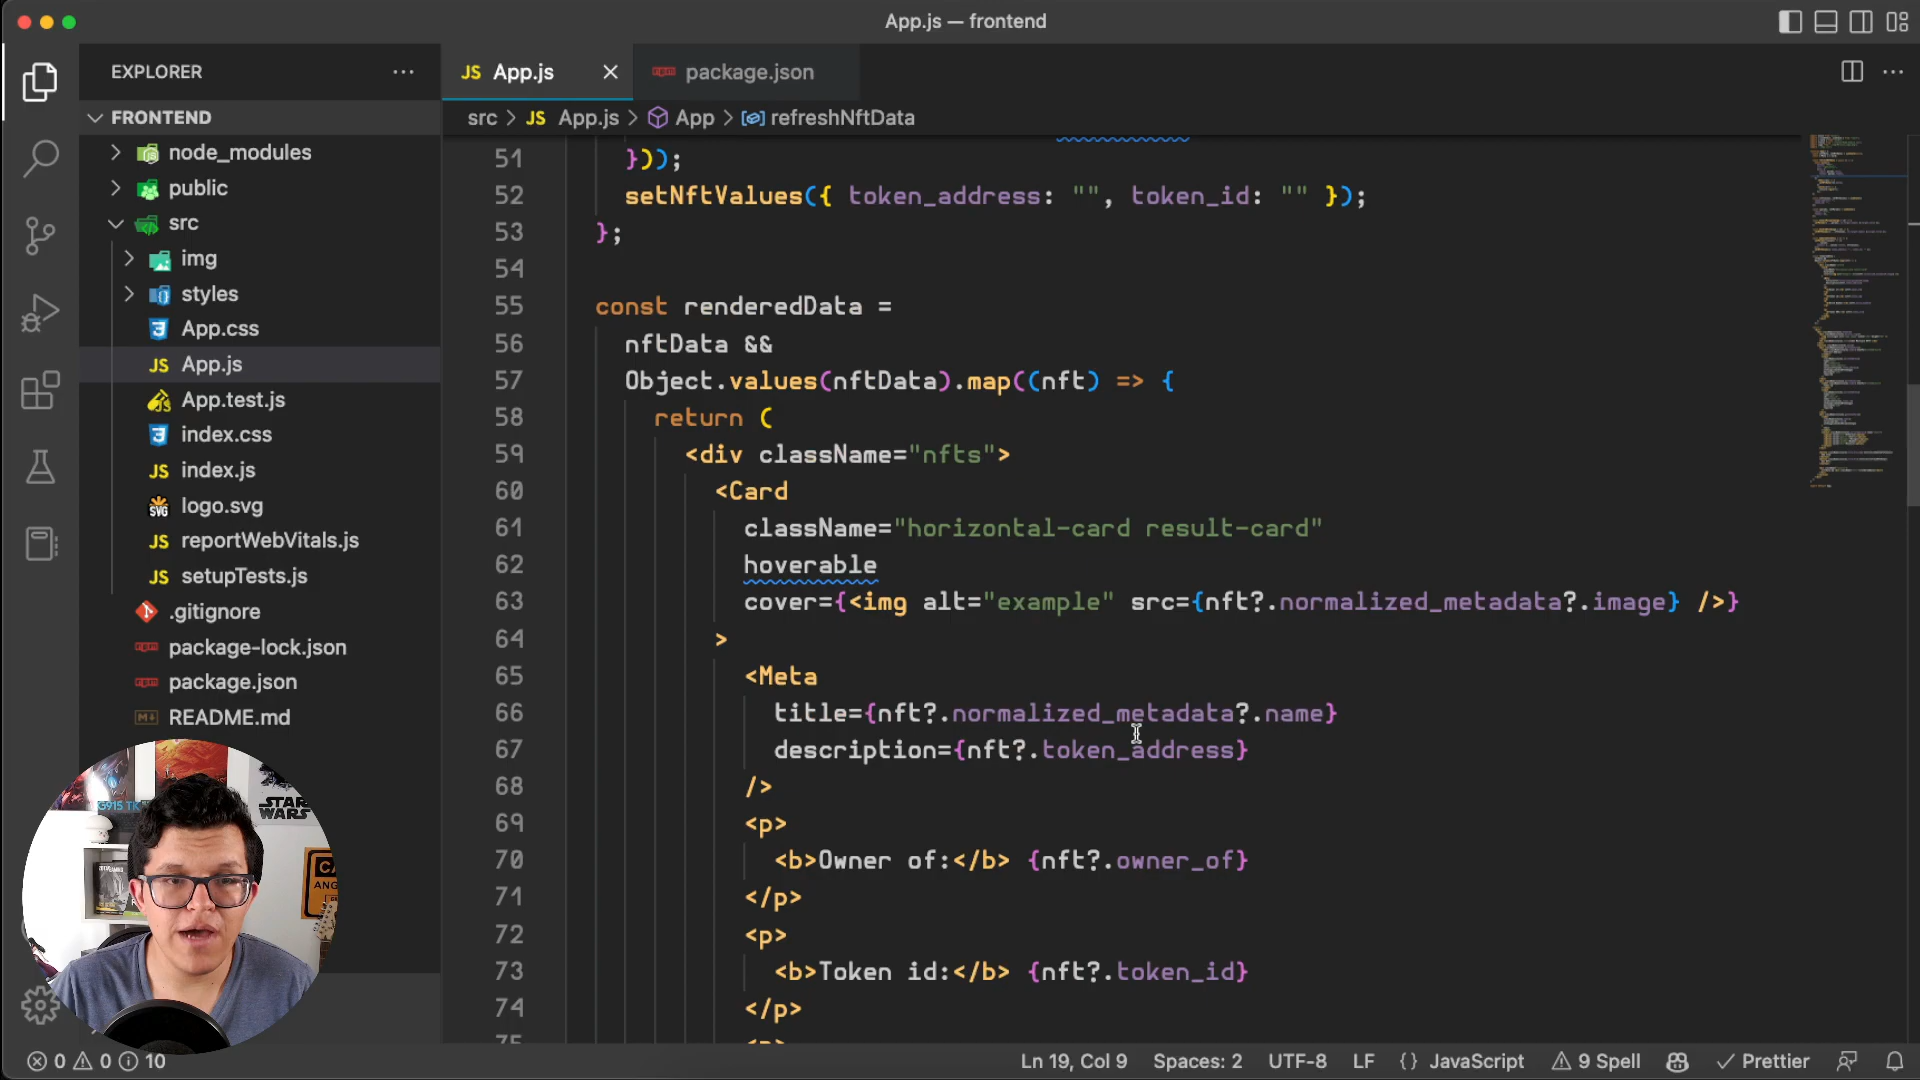 App.js — frontend
EXPLORER
FRONTEND
node_modules
public
src
img
styles
App.css
App.js
App.test.js
index.css
index.js
logo.svg
reportWebVitals.js
setupTests.js
.gitignore
package-lock.json
package.json
README.md
JS App.js
package.json
src > JS App.js > App > refreshNftData
51 }));
52 setNftValues({ token_address: "", token_id: "" });
53 };
54
55 const renderedData =
56 nftData &&
57 Object.values(nftData).map((nft) => {
58 return (
59 <div className="nfts">
60 <Card
61 className="horizontal-card result-card"
62 hoverable
63 cover={<img alt="example" src={nft?.normalized_metadata?.image} />}
64 >
65 <Meta
66 title={nft?.normalized_metadata?.name}
67 description={nft?.token_address}
68 />
69 <p>
70 <b>Owner of:</b> {nft?.owner_of}
71 </p>
72 <p>
73 <b>Token id:</b> {nft?.token_id}
74 </p>
75 <p>
G915 TK
STAR
WARS
CA
ANG
0 0 10
Ln 19, Col 9
Spaces: 2
UTF-8
LF
{} JavaScript
9 Spell
Prettier